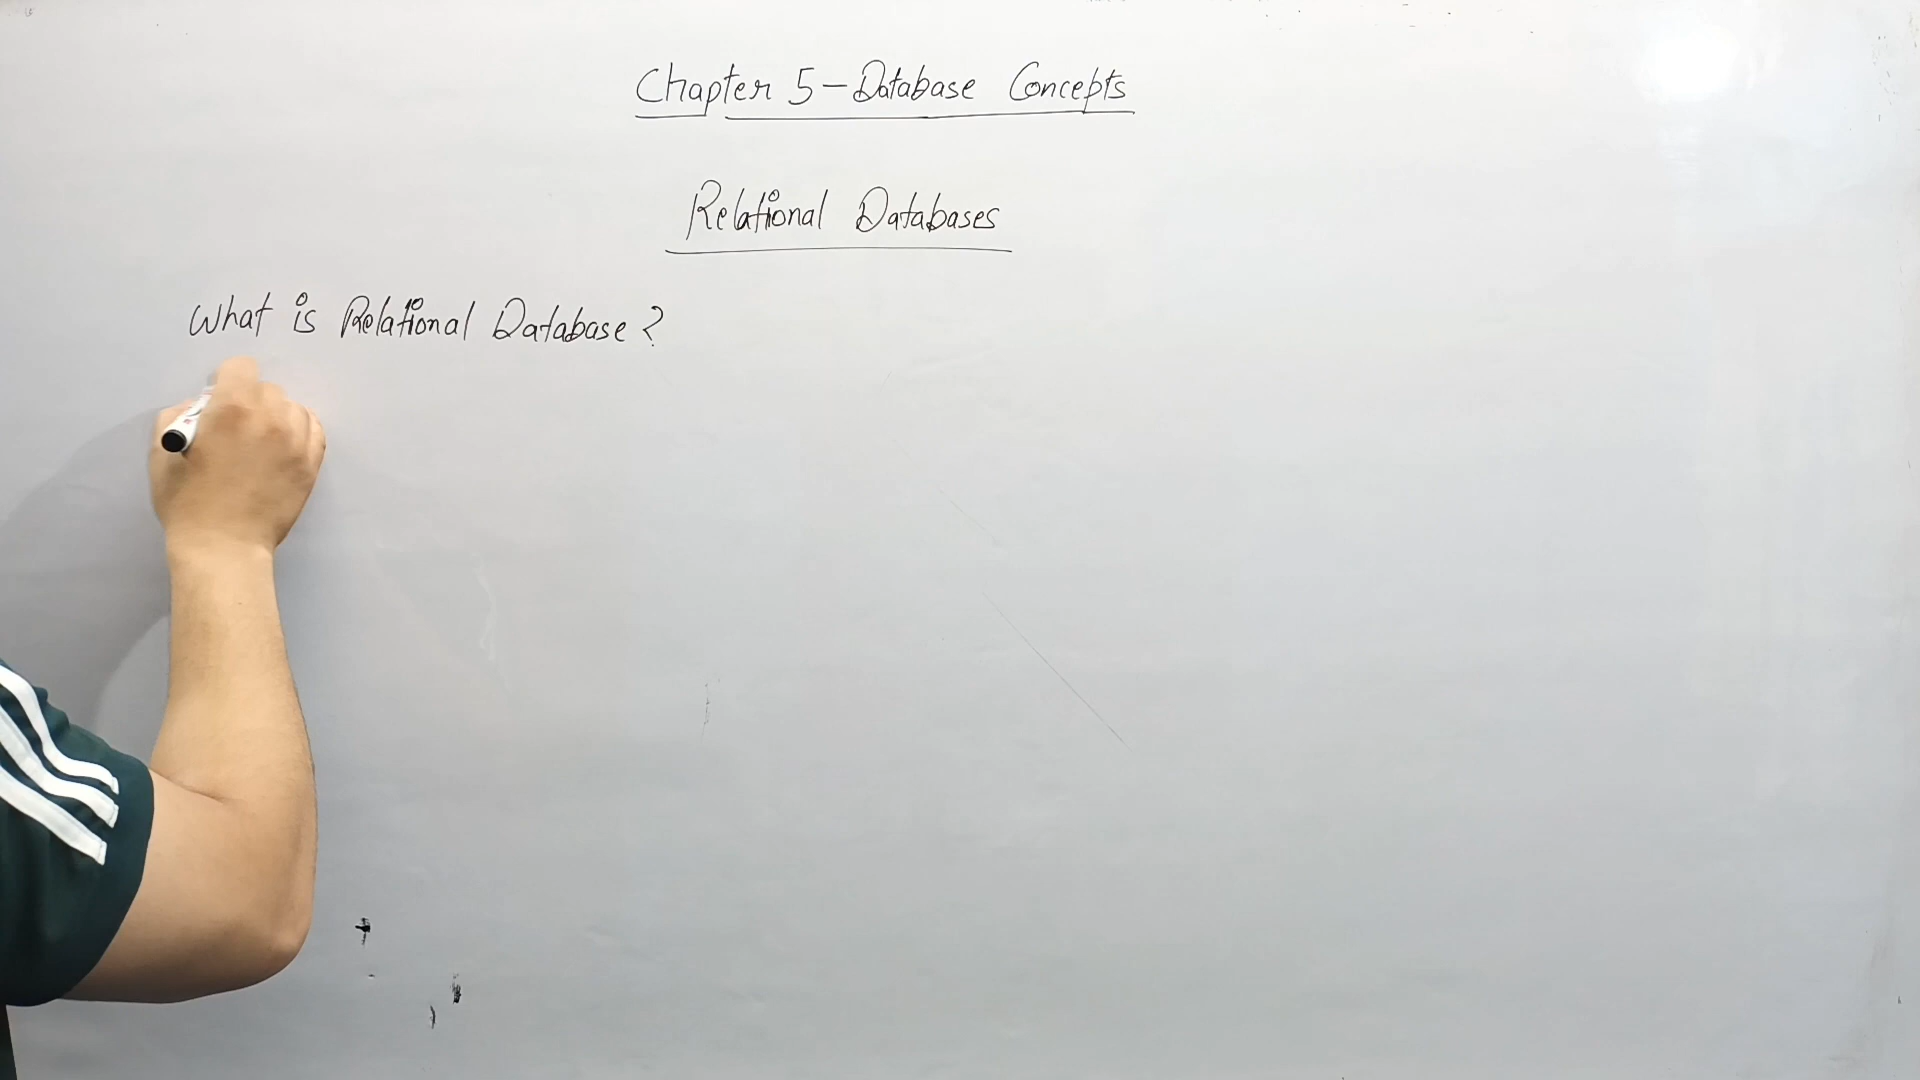 Chapter 5-Database Concepts
Relational Databases
What is Relational Database?